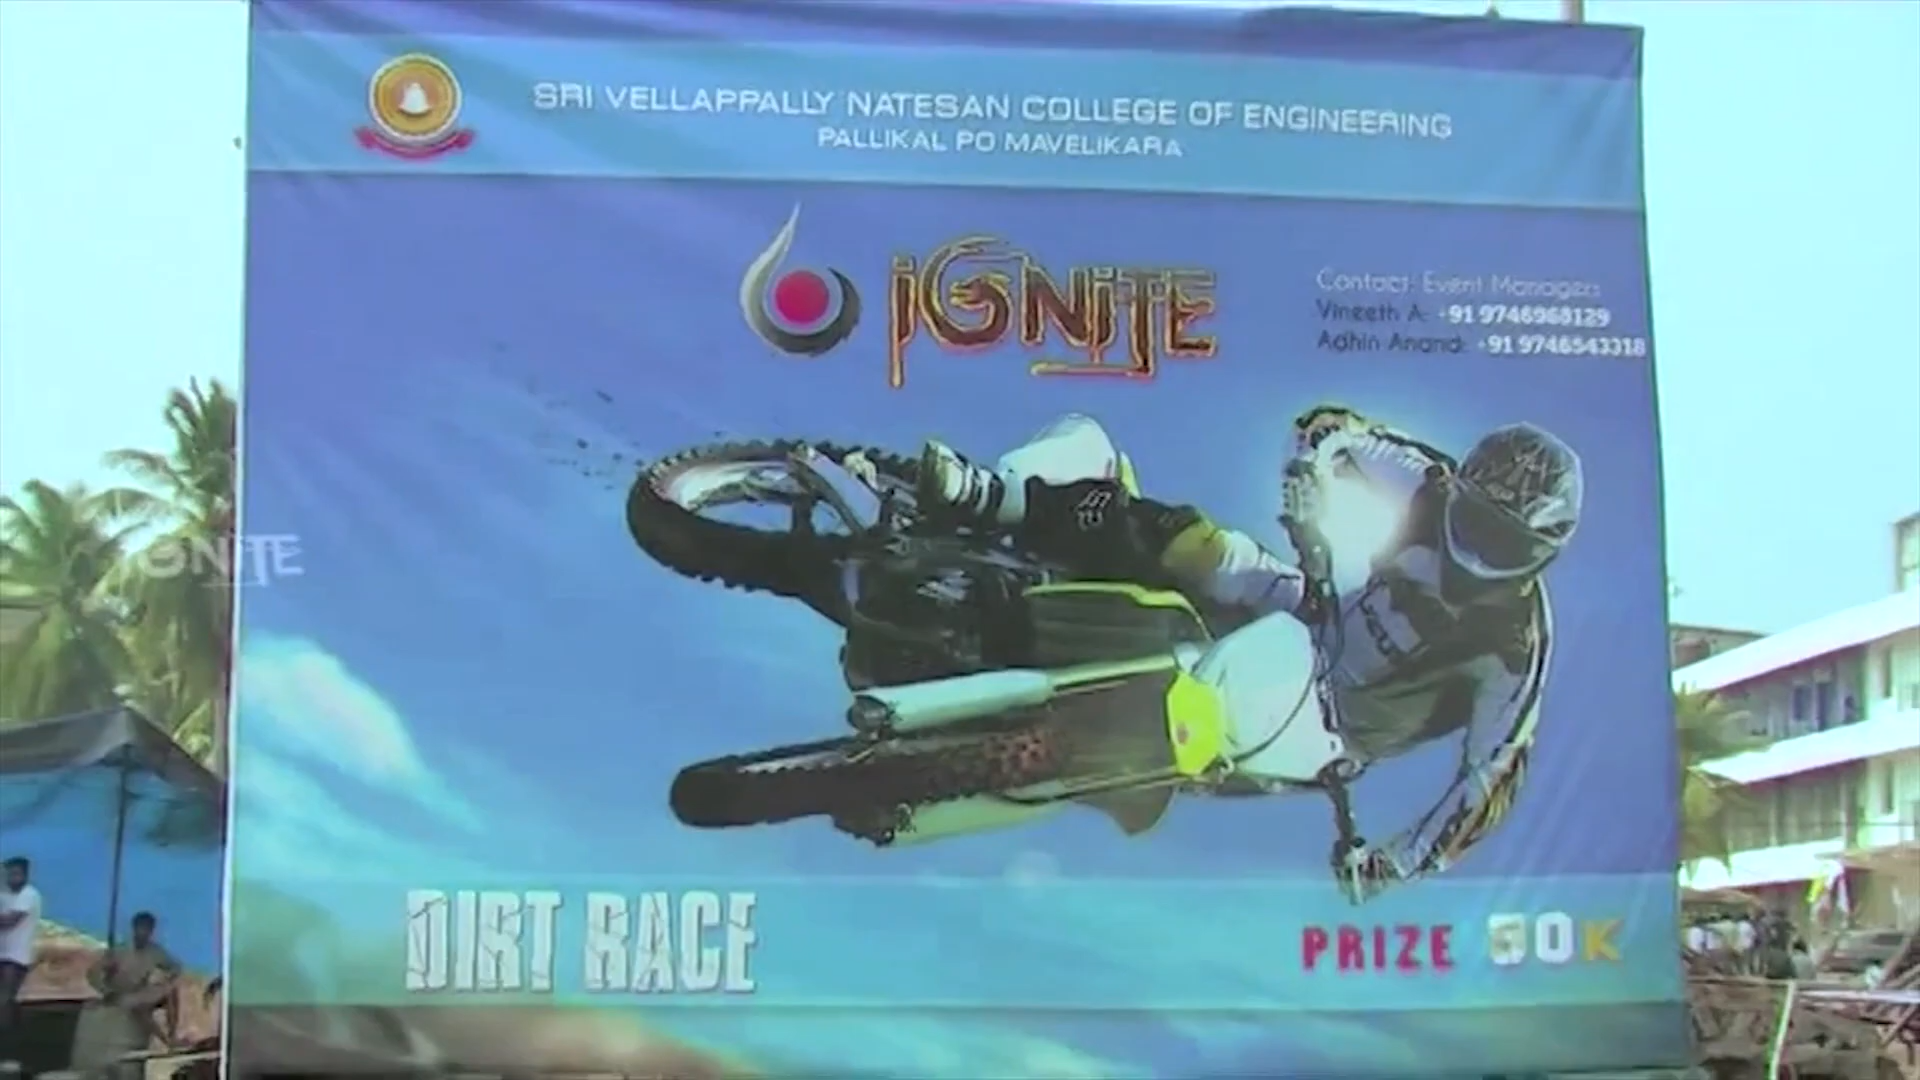 SRI VELLAPPALLY NATESAN COLLEGE OF ENGINEERING
PALLIKAL PO MAVELIKARA
iGNiTE
Contact: Event Managers
Vineeth A: +91 9746968129
Adhin Anand: +91 9746543318
iGNiTE
DIRT RACE
PRIZE 50K